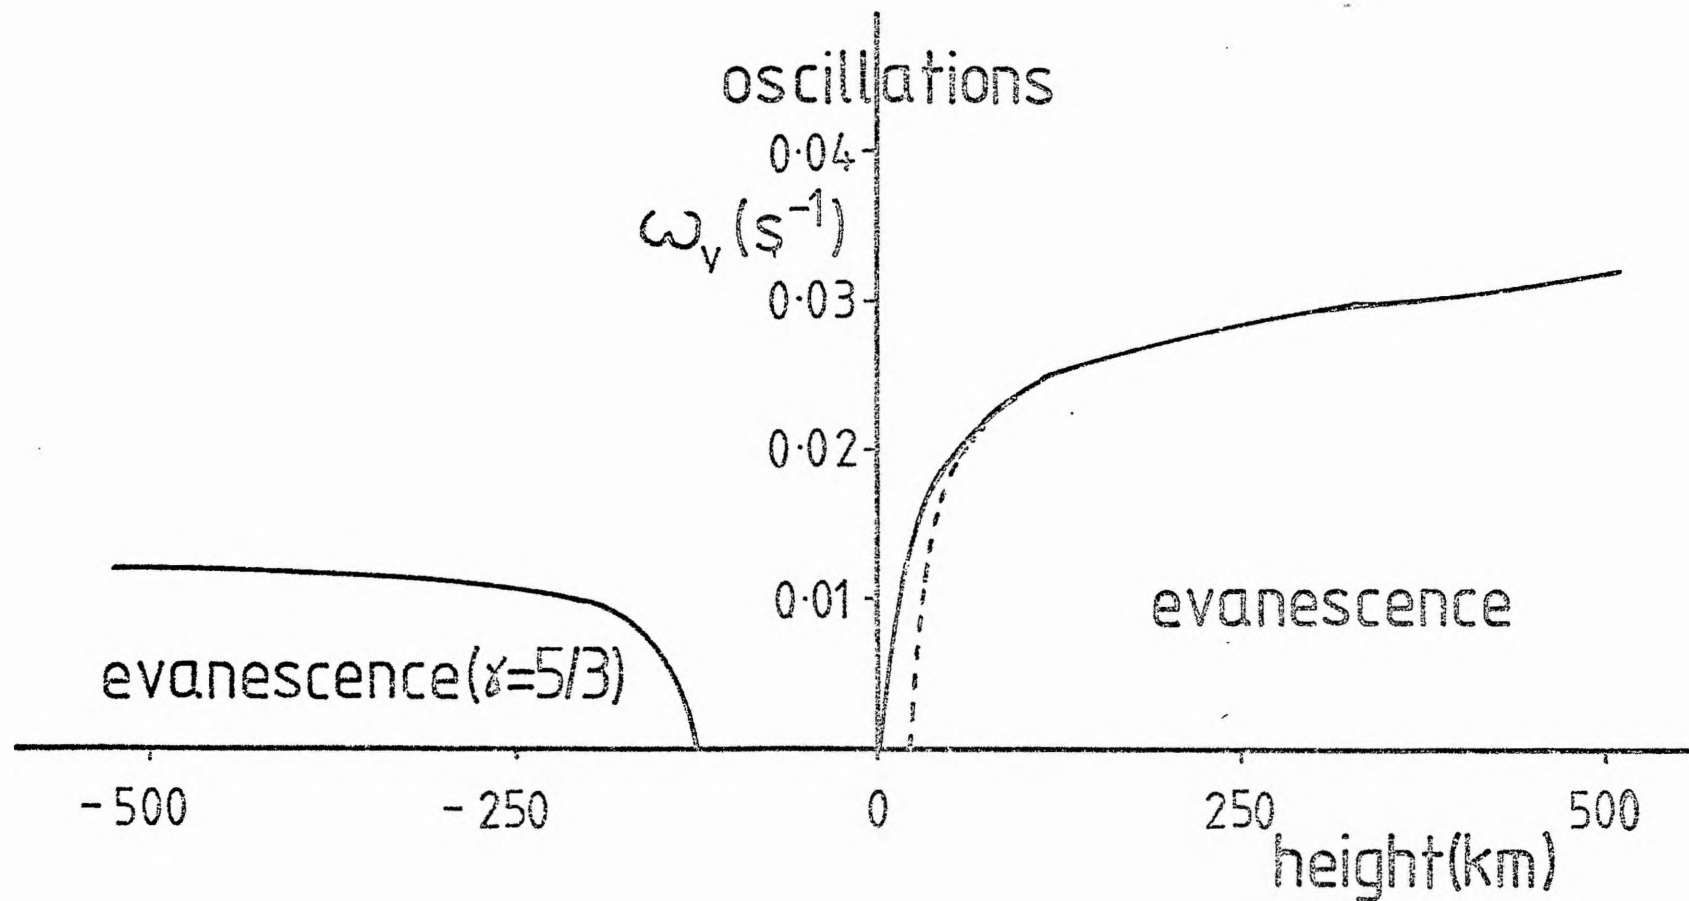 oscillations
0·04
ω_v (s⁻¹)
0·03
0·02
0·01
evanescence
evanescence(γ=5/3)
-500
-250
0
250
500
height(km)